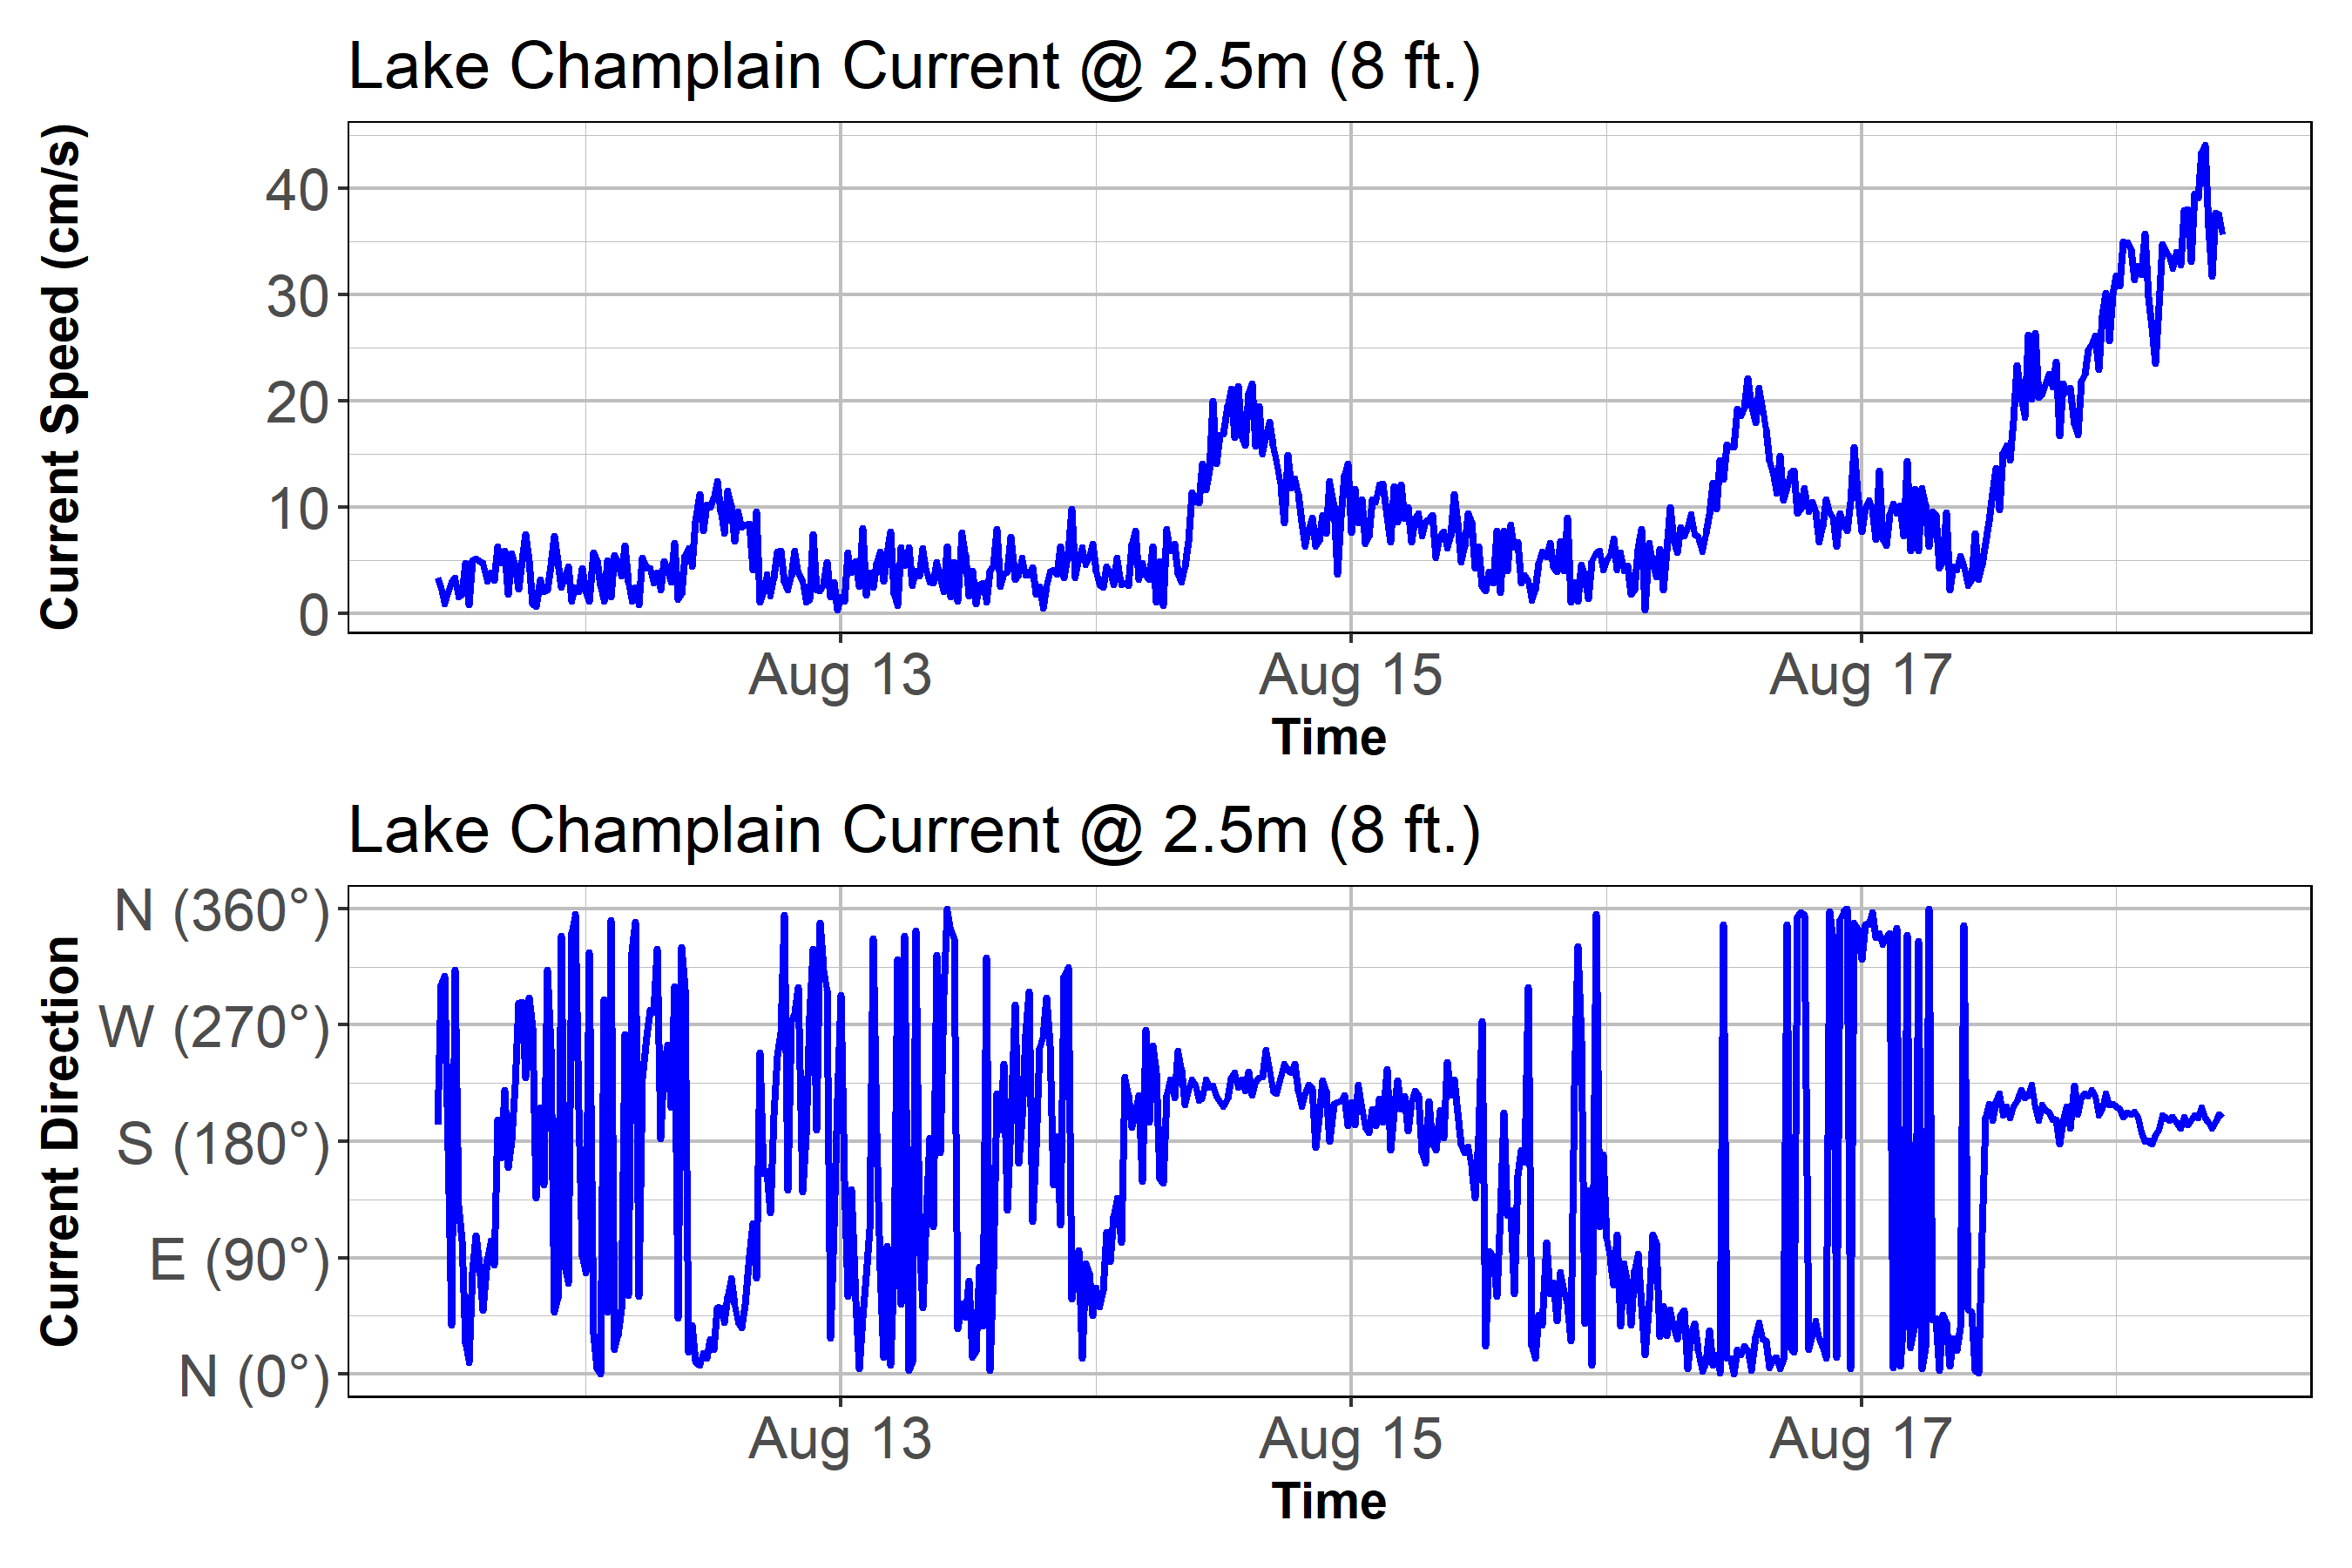 Lake Champlain Current @ 2.5m (8 ft.)
Current Speed (cm/s)
40
30
20
10
0
Aug 13 Aug 15 Aug 17
Time
Lake Champlain Current @ 2.5m (8 ft.)
Current Direction
N (360°)
W (270°)
S (180°)
E (90°)
N (0°)
Aug 13 Aug 15 Aug 17
Time